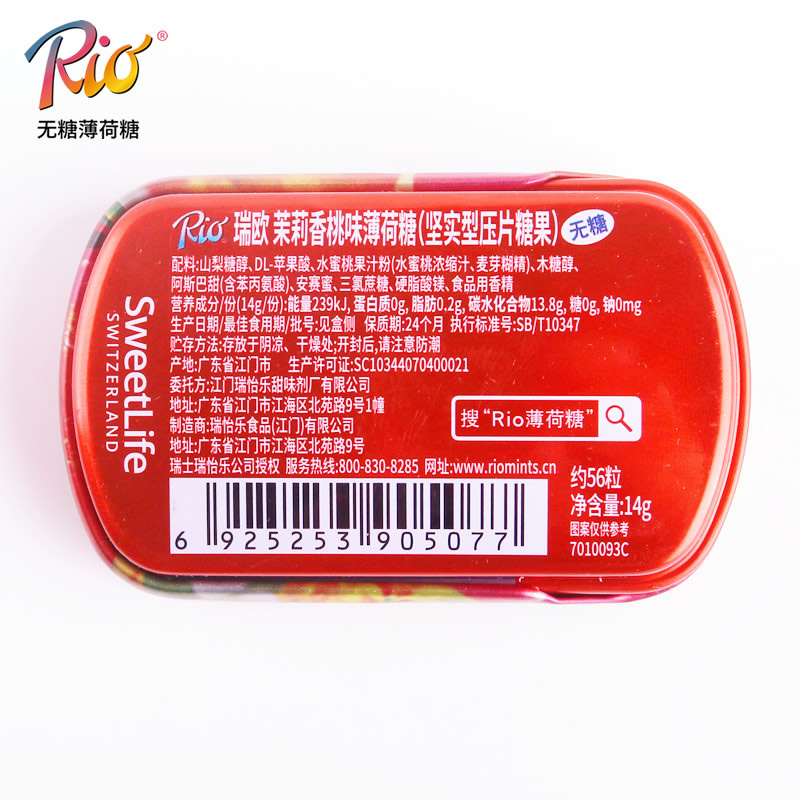 Rio®
无糖薄荷糖
Rio 瑞欧 茉莉香桃味薄荷糖(坚实型压片糖果) 无糖
配料:山梨糖醇、DL-苹果酸、水蜜桃果汁粉(水蜜桃浓缩汁、麦芽糊精)、木糖醇、
阿斯巴甜(含苯丙氨酸)、安赛蜜、三氯蔗糖、硬脂酸镁、食品用香精
营养成分/份(14g/份):能量239kJ, 蛋白质0g, 脂肪0.2g, 碳水化合物13.8g, 糖0g, 钠0mg
生产日期/最佳食用期/批号:见盒侧 保质期:24个月 执行标准号:SB/T10347
贮存方法:存放于阴凉、干燥处;开封后,请注意防潮
产地:广东省江门市 生产许可证:SC10344070400021
委托方:江门瑞怡乐甜味剂厂有限公司
地址:广东省江门市江海区北苑路9号1幢
制造商:瑞怡乐食品(江门)有限公司
地址:广东省江门市江海区北苑路9号
瑞士瑞怡乐公司授权 服务热线:800-830-8285 网址:www.riomints.cn
搜“Rio薄荷糖”
约56粒
净含量:14g
图案仅供参考
7010093C
6 925253 905077
SweetLife
SWITZERLAND